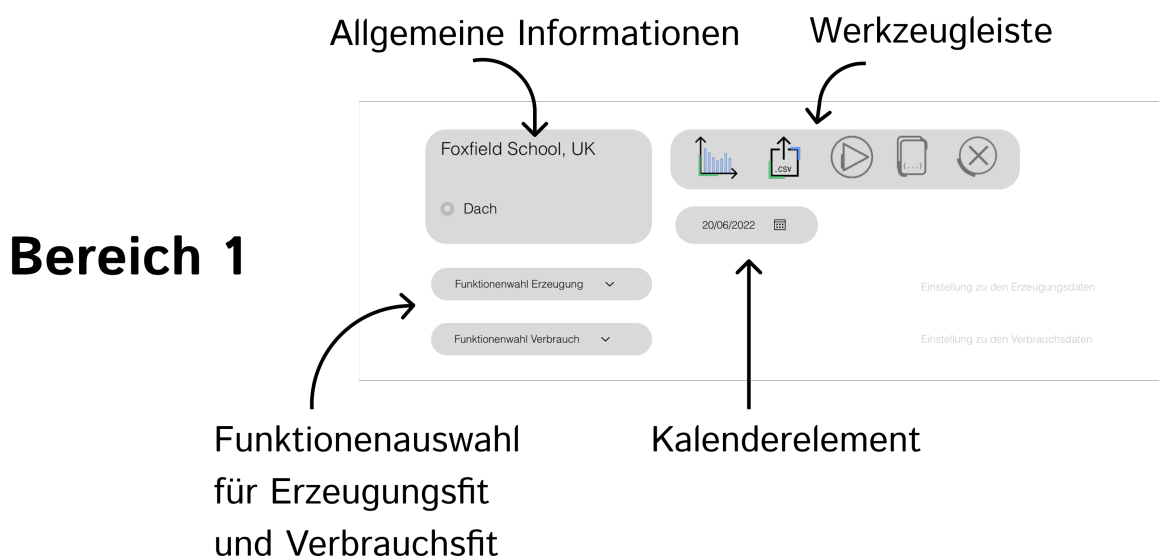 Allgemeine Informationen
Werkzeugleiste
Foxfield School, UK
.csv
{...}
Dach
20/06/2022
Bereich 1
Funktionenwahl Erzeugung
Einstellung zu den Erzeugungsdaten
Funktionenwahl Verbrauch
Einstellung zu den Verbrauchsdaten
Funktionenauswahl
für Erzeugungsfit
und Verbrauchsfit
Kalenderelement